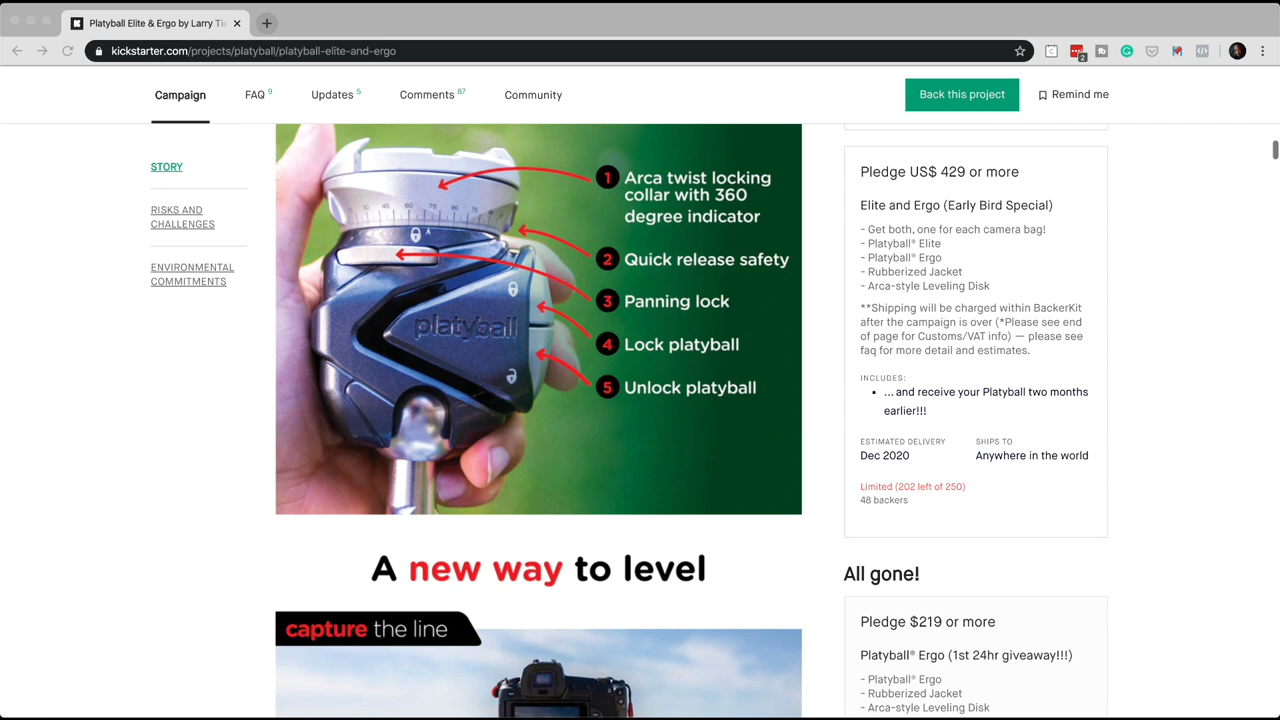 Platyball Elite & Ergo by Larry Ti
kickstarter.com/projects/platyball/platyball-elite-and-ergo
2
Campaign
FAQ 9
Updates 5
Comments 87
Community
Back this project
Remind me
STORY
RISKS AND
CHALLENGES
ENVIRONMENTAL
COMMITMENTS
1 Arca twist locking
collar with 360
degree indicator
2 Quick release safety
3 Panning lock
4 Lock platyball
5 Unlock platyball
30 45 60 75 90 75
A
platyball
A new way to level
capture the line
Pledge US$ 429 or more
Elite and Ergo (Early Bird Special)
- Get both, one for each camera bag!
- Platyball® Elite
- Platyball® Ergo
- Rubberized Jacket
- Arca-style Leveling Disk
**Shipping will be charged within BackerKit
after the campaign is over (*Please see end
of page for Customs/VAT info) — please see
faq for more detail and estimates.
INCLUDES:
• ... and receive your Platyball two months
earlier!!!
ESTIMATED DELIVERY
Dec 2020
SHIPS TO
Anywhere in the world
Limited (202 left of 250)
48 backers
All gone!
Pledge $219 or more
Platyball® Ergo (1st 24hr giveaway!!!)
- Platyball® Ergo
- Rubberized Jacket
- Arca-style Leveling Disk